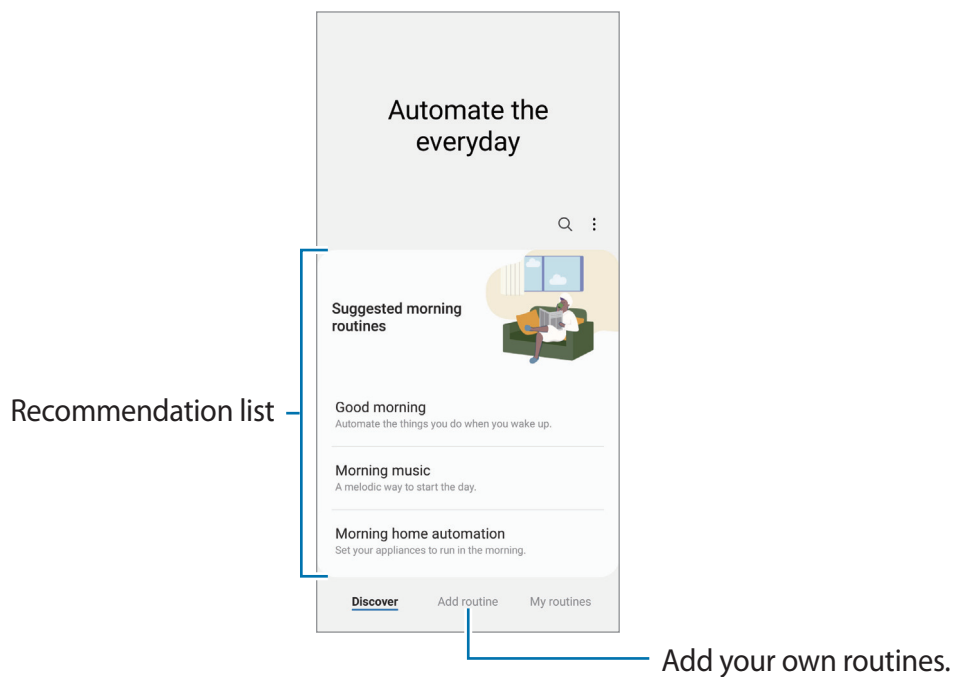 Automate the
everyday
Suggested morning
routines
Recommendation list
Good morning
Automate the things you do when you wake up.
Morning music
A melodic way to start the day.
Morning home automation
Set your appliances to run in the morning.
Discover
Add routine
My routines
Add your own routines.